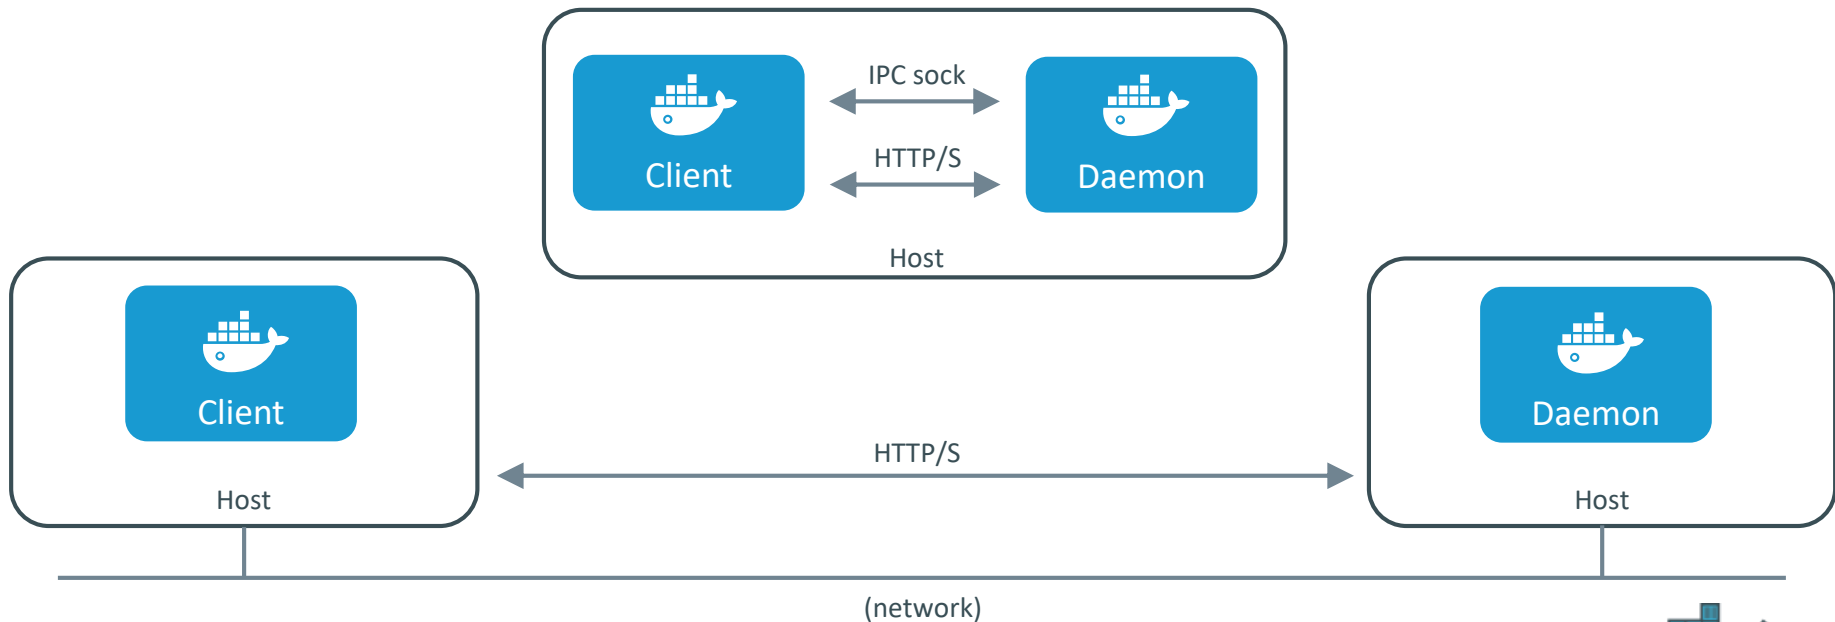 IPC sock
HTTP/S
Client
Daemon
Host
Client
Daemon
HTTP/S
Host
Host
(network)